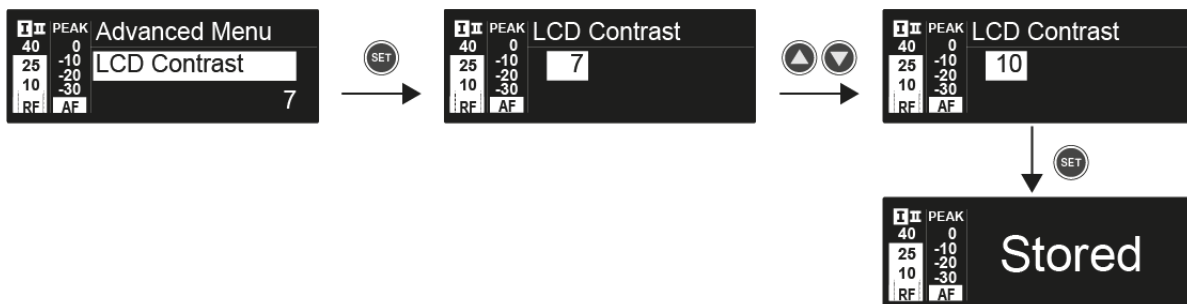 I II PEAK Advanced Menu
40 0
25 -10 LCD Contrast
-20
10 -30
RF AF 7
SET
I II PEAK LCD Contrast
40 0
25 -10 7
-20
10 -30
RF AF
I II PEAK LCD Contrast
40 0
25 -10 10
-20
10 -30
RF AF
SET
I II PEAK
40 0
25 -10 Stored
-20
10 -30
RF AF